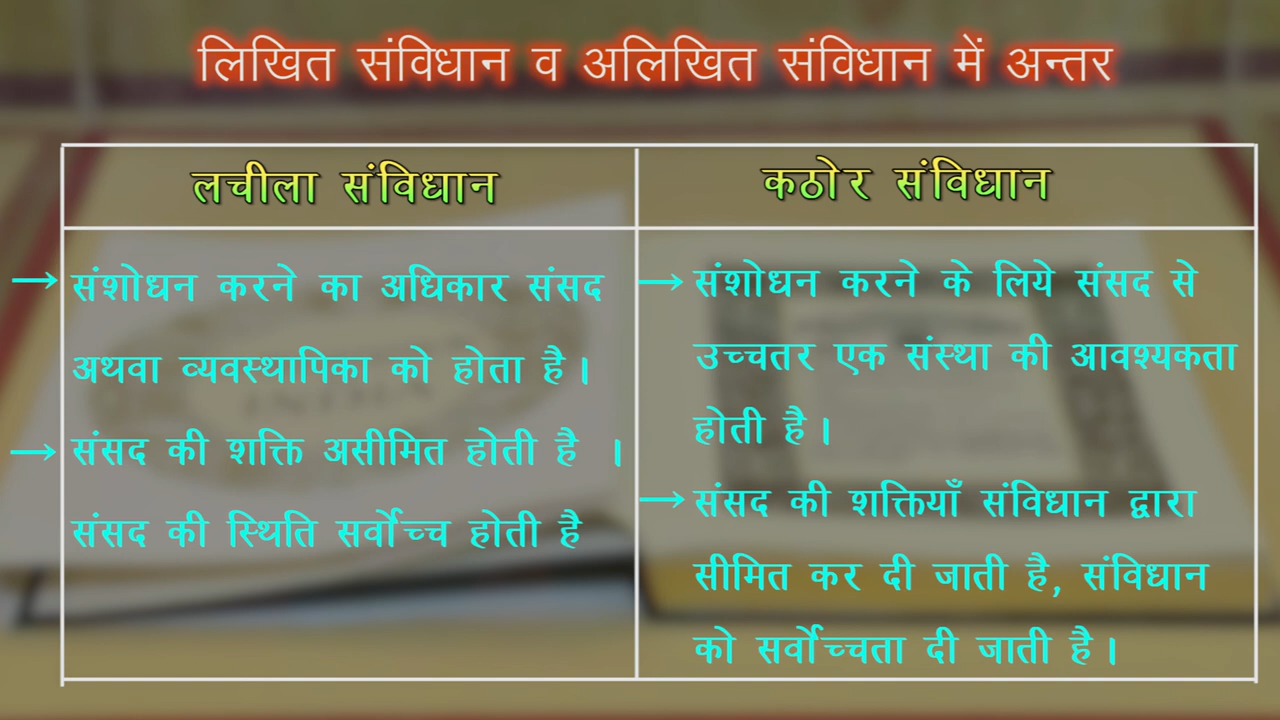 लिखित संविधान व अलिखित संविधान में अन्तर
लचीला संविधान
→ संशोधन करने का अधिकार संसद
अथवा व्यवस्थापिका को होता है।
→ संसद की शक्ति असीमित होती है ।
संसद की स्थिति सर्वोच्च होती है
कठोर संविधान
→ संशोधन करने के लिये संसद से
उच्चतर एक संस्था की आवश्यकता
होती है।
→ संसद की शक्तियाँ संविधान द्वारा
सीमित कर दी जाती है, संविधान
को सर्वोच्चता दी जाती है।